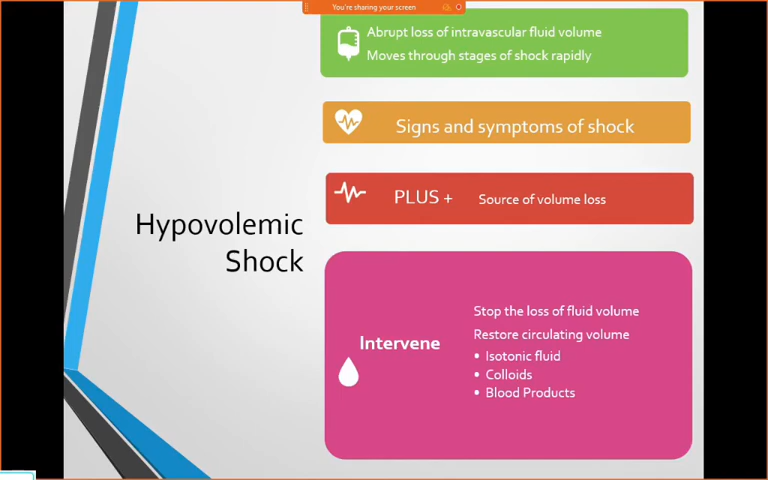 You're sharing your screen
Abrupt loss of intravascular fluid volume
Moves through stages of shock rapidly
Signs and symptoms of shock
PLUS + Source of volume loss
Hypovolemic
Shock
Intervene
Stop the loss of fluid volume
Restore circulating volume
• Isotonic fluid
• Colloids
• Blood Products